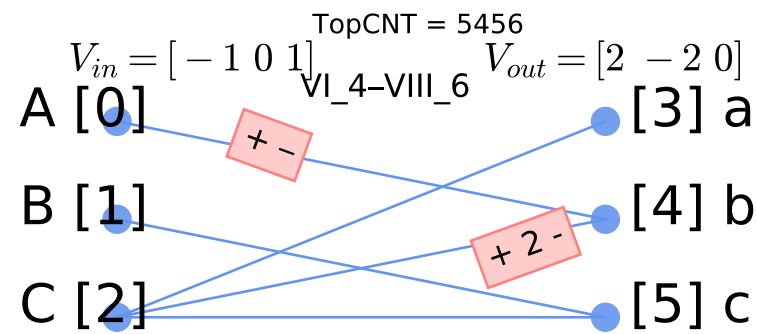 TopCNT = 5456
V_in = [ − 1 0 1]
V_out = [2 − 2 0]
VI_4–VIII_6
A [0]
[3] a
+ −
B [1]
[4] b
+ 2 -
C [2]
[5] c